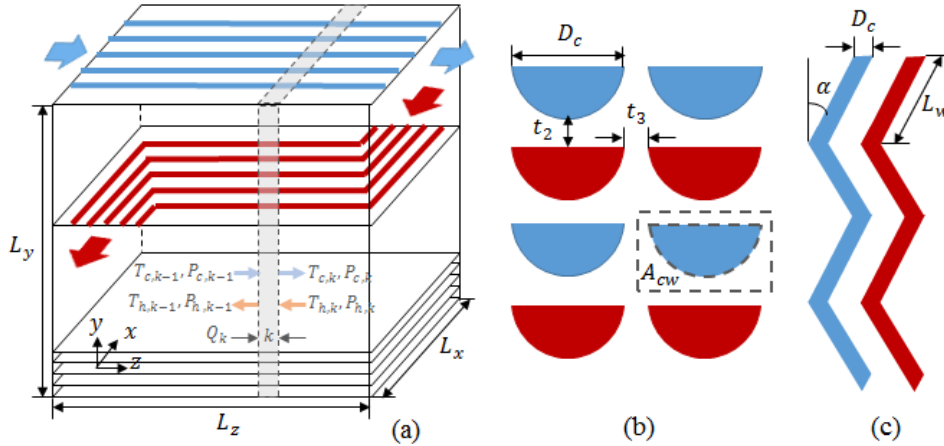 L_y
T_{c,k-1}, P_{c,k-1}
T_{c,k}, P_{c,k}
T_{h,k-1}, P_{h,k-1}
T_{h,k}, P_{h,k}
Q_k
k
y
x
z
L_x
L_z
(a)
D_c
t_2
t_3
A_{cw}
(b)
D_c
α
L_w
(c)